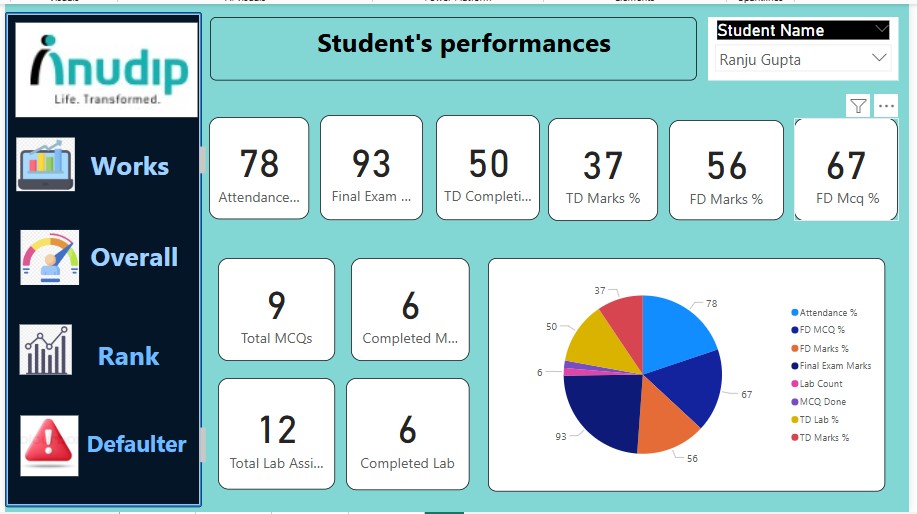 Student's performances
Student Name
Ranju Gupta
Anudip
Life. Transformed.
Works
Overall
Rank
Defaulter
78
Attendance...
93
Final Exam ...
50
TD Completi...
37
TD Marks %
56
FD Marks %
67
FD Mcq %
9
Total MCQs
6
Completed M...
12
Total Lab Assi...
6
Completed Lab
37
78
50
6
67
93
56
Attendance %
FD MCQ %
FD Marks %
Final Exam Marks
Lab Count
MCQ Done
TD Lab %
TD Marks %